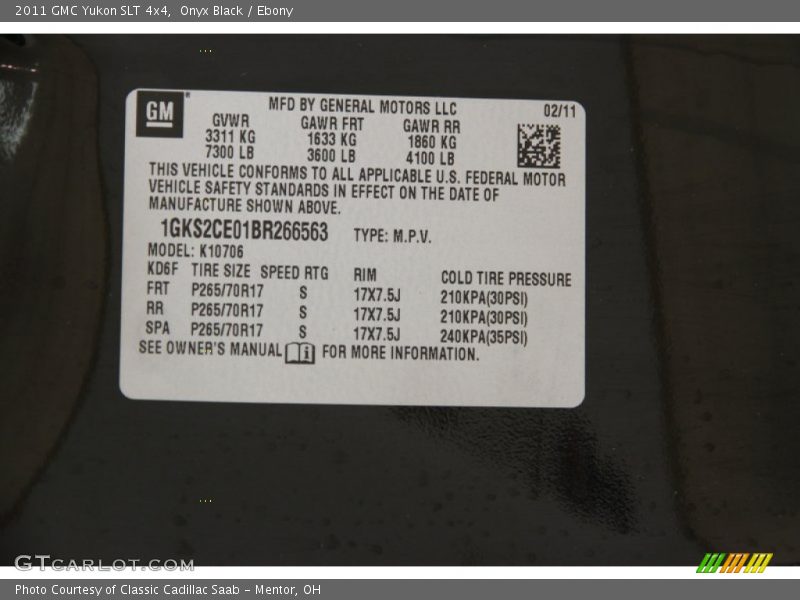 2011 GMC Yukon SLT 4x4, Onyx Black / Ebony
GM
MFD BY GENERAL MOTORS LLC 02/11
GVWR GAWR FRT GAWR RR
3311 KG 1633 KG 1860 KG
7300 LB 3600 LB 4100 LB
THIS VEHICLE CONFORMS TO ALL APPLICABLE U.S. FEDERAL MOTOR
VEHICLE SAFETY STANDARDS IN EFFECT ON THE DATE OF
MANUFACTURE SHOWN ABOVE.
1GKS2CE01BR266563 TYPE: M.P.V.
MODEL: K10706
KD6F TIRE SIZE SPEED RTG RIM COLD TIRE PRESSURE
FRT P265/70R17 S 17X7.5J 210KPA(30PSI)
RR P265/70R17 S 17X7.5J 210KPA(30PSI)
SPA P265/70R17 S 17X7.5J 240KPA(35PSI)
SEE OWNER'S MANUAL FOR MORE INFORMATION.
GTCARLOT.COM
Photo Courtesy of Classic Cadillac Saab - Mentor, OH